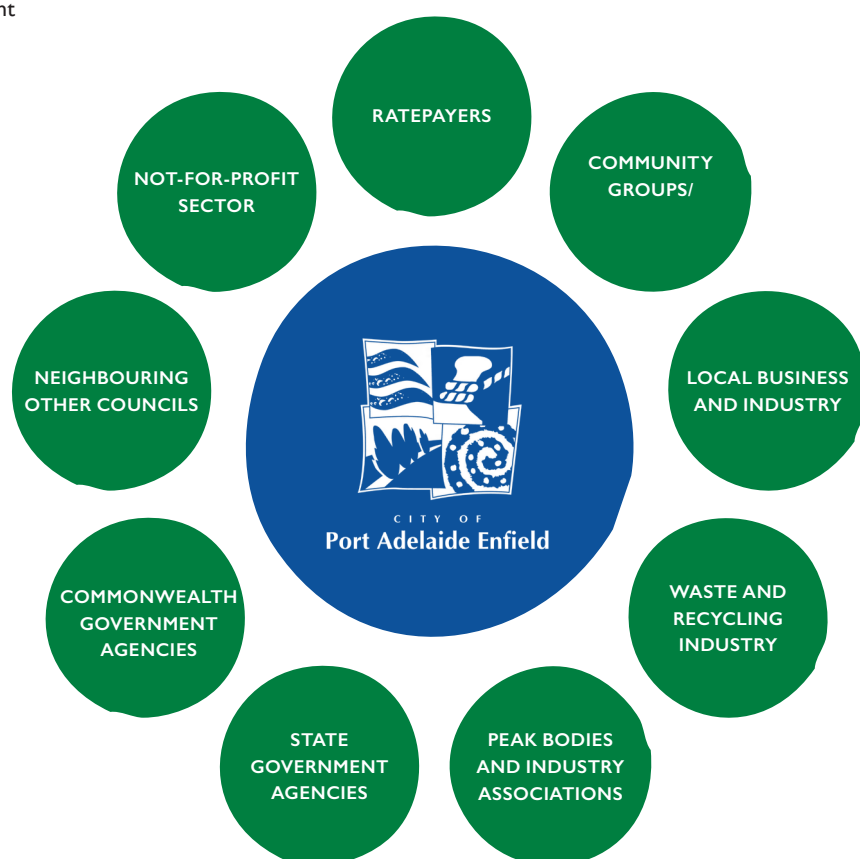 nt
RATEPAYERS
COMMUNITY
GROUPS/
NOT-FOR-PROFIT
SECTOR
NEIGHBOURING
OTHER COUNCILS
LOCAL BUSINESS
AND INDUSTRY
CITY OF
Port Adelaide Enfield
COMMONWEALTH
GOVERNMENT
AGENCIES
WASTE AND
RECYCLING
INDUSTRY
STATE
GOVERNMENT
AGENCIES
PEAK BODIES
AND INDUSTRY
ASSOCIATIONS